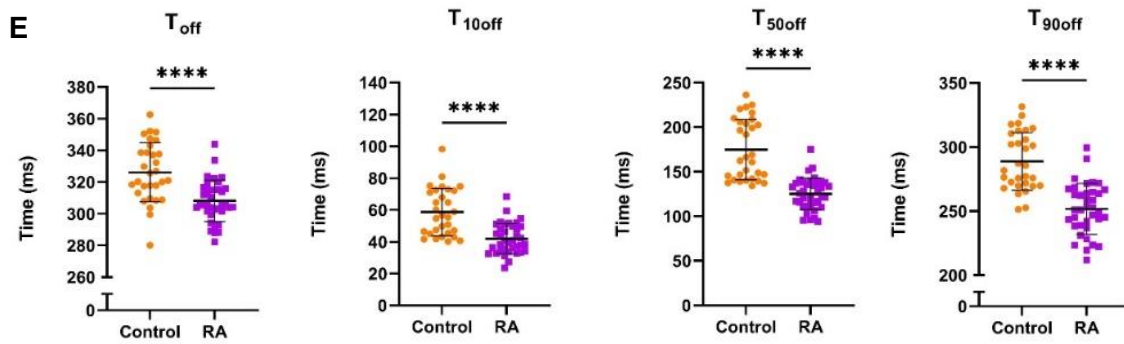 E
T_off
****
Time (ms)
380
360
340
320
300
280
260
0
Control RA
T_10off
****
Time (ms)
140
120
100
80
60
40
20
0
Control RA
T_50off
****
Time (ms)
250
200
150
100
50
0
Control RA
T_90off
****
Time (ms)
350
300
250
200
0
Control RA